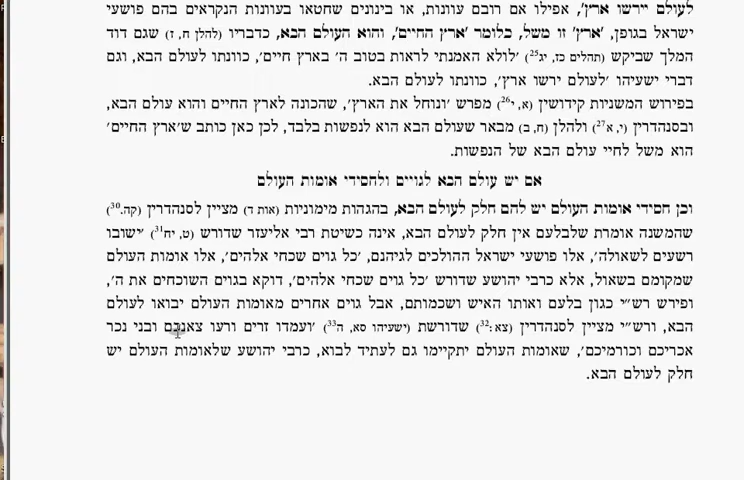 לעולם יירשו ארץ', אפילו אם רובם עוונות, או בינונים שחטאו בעוונות הנקראים בהם פושעי
ישראל בגופן, 'ארץ' זו משל, כלומר 'ארץ החיים', והוא העולם הבא, כדבריו (להלן ח, ז) שגם דוד
המלך שביקש (תהלים כז, יג25) 'לולא האמנתי לראות בטוב ה' בארץ חיים', כוונתו לעולם הבא, וגם
דברי ישעיהו 'לעולם ירשו ארץ', כוונתו לעולם הבא.
בפירוש המשניות קידושין (א, י26) מפרש 'ונוחל את הארץ', שהכונה לארץ החיים והוא עולם הבא,
ובסנהדרין (י, א27) ולהלן (ח, ב) מבאר שעולם הבא הוא לנפשות בלבד, לכן כאן כותב ש'ארץ החיים'
הוא משל לחיי עולם הבא של הנפשות.
אם יש עולם הבא לגויים ולחסידי אומות העולם
וכן חסידי אומות העולם יש להם חלק לעולם הבא, בהגהות מימוניות (אות ד) מציין לסנהדרין (קה.30)
שהמשנה אומרת שלבלעם אין חלק לעולם הבא, אינה כשיטת רבי אליעזר שדורש (ט, יח31) 'ישובו
רשעים לשאולה', אלו פושעי ישראל ההולכים לגיהנם, 'כל גוים שכחי אלהים', אלו אומות העולם
שמקומם בשאול, אלא כרבי יהושע שדורש 'כל גוים שכחי אלהים', דוקא בגוים השוכחים את ה',
ופירש רש"י כגון בלעם ואותו האיש ושכמותם, אבל גוים אחרים מאומות העולם יבואו לעולם
הבא, ורש"י מציין לסנהדרין (צא:32) שדורשת (ישעיהו סא, ה33) 'ועמדו זרים ורעו צאנכם ובני נכר
אכריכם וכורמיכם', שאומות העולם יתקיימו גם לעתיד לבוא, כרבי יהושע שלאומות העולם יש
חלק לעולם הבא.